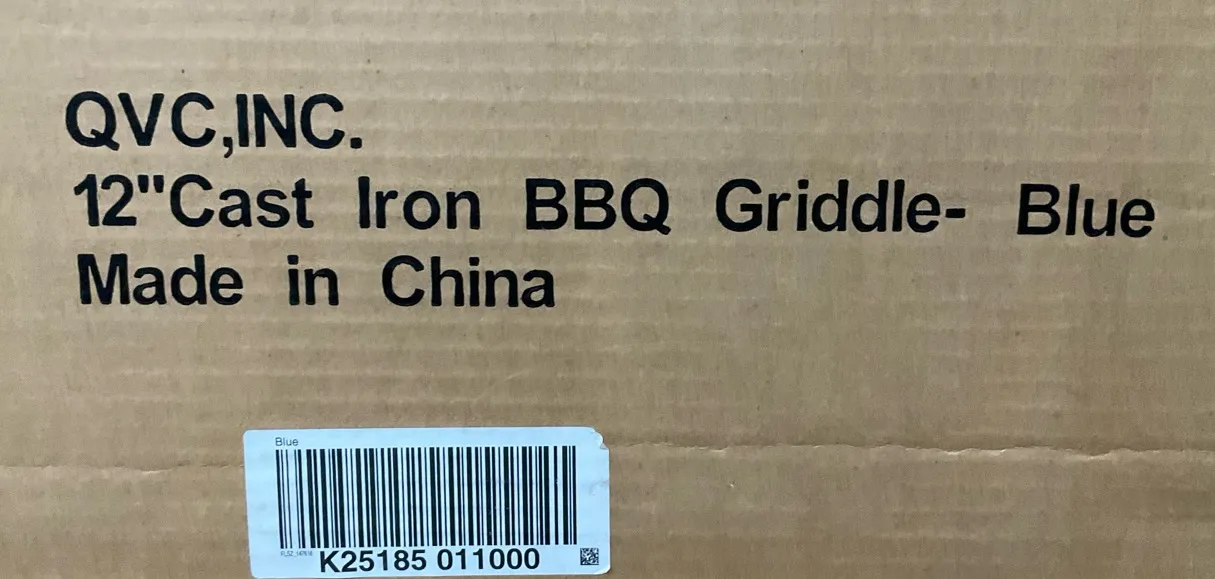 QVC,INC.
12"Cast Iron BBQ Griddle- Blue
Made in China
Blue
K25185 011000